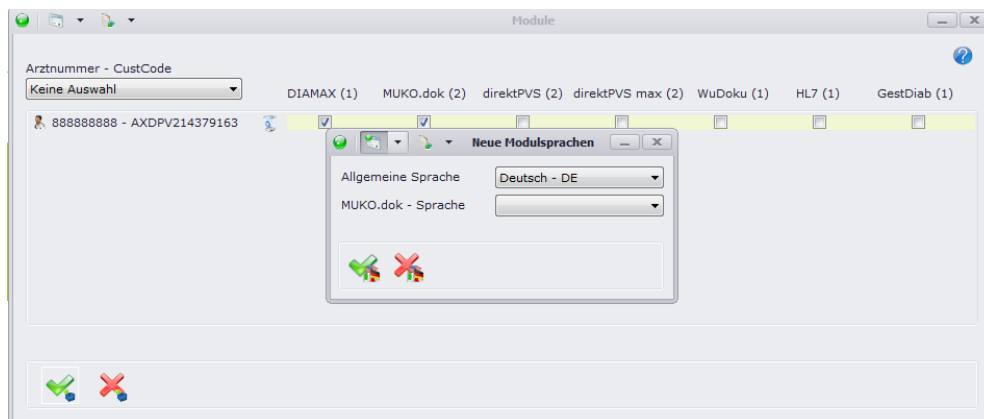 Module
Arztnummer - CustCode
Keine Auswahl
DIAMAX (1) MUKO.dok (2) direktPVS (2) direktPVS max (2) WuDoku (1) HL7 (1) GestDiab (1)
888888888 - AXDPV214379163
Neue Modulsprachen
Allgemeine Sprache Deutsch - DE
MUKO.dok - Sprache